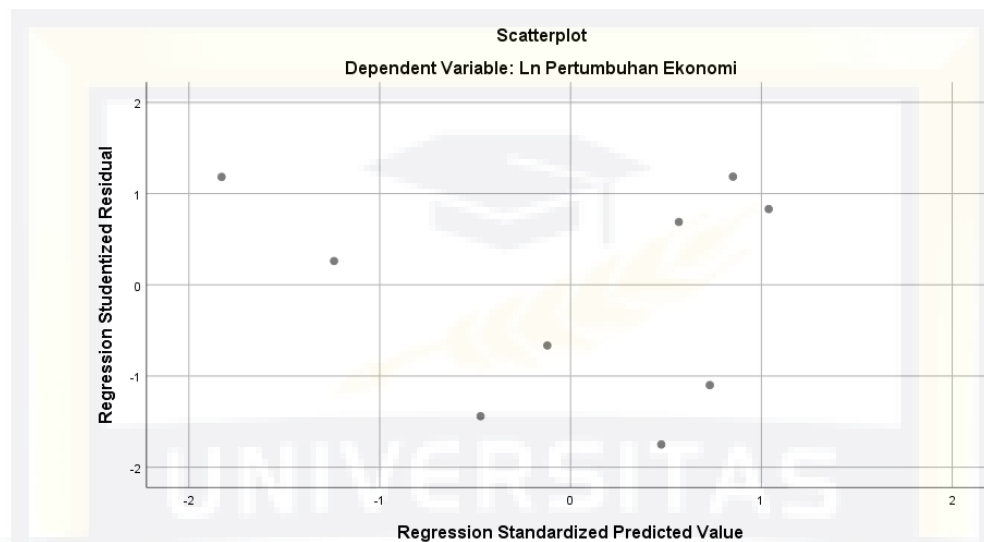 Scatterplot
Dependent Variable: Ln Pertumbuhan Ekonomi
Regression Studentized Residual
2
1
0
-1
-2
-2 -1 0 1 2
Regression Standardized Predicted Value
UNIVERSITAS